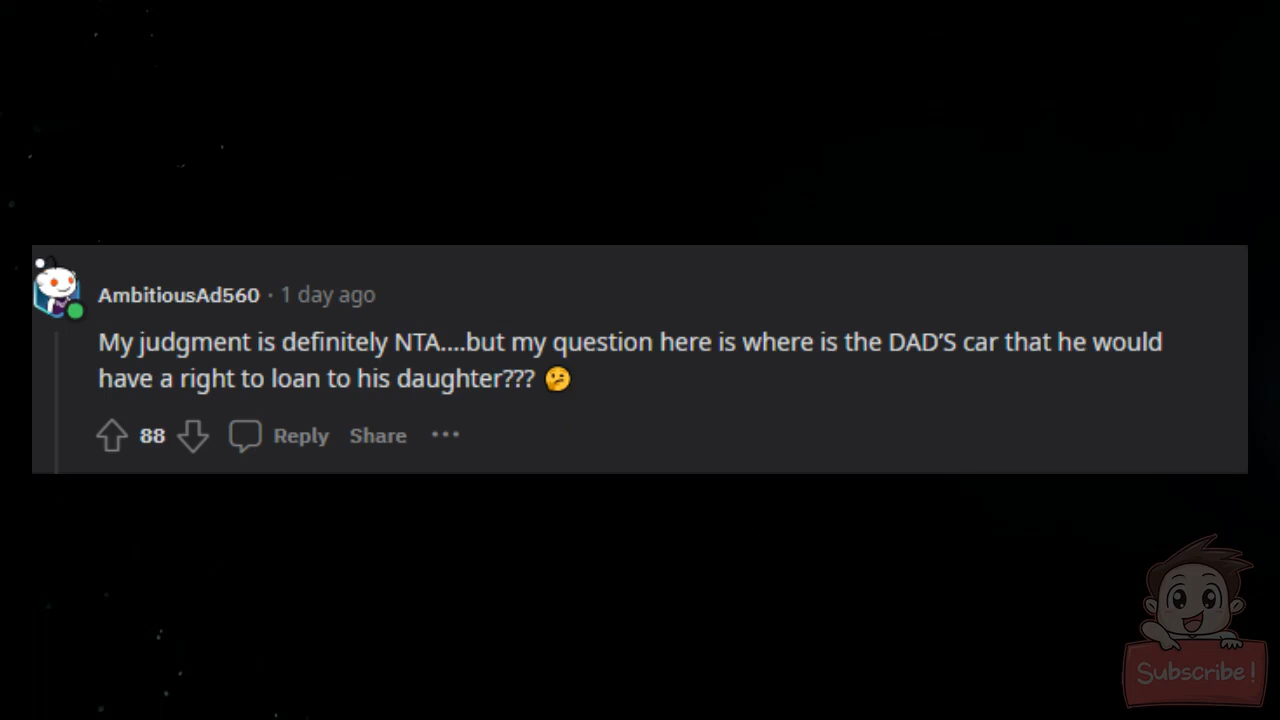 AmbitiousAd560 · 1 day ago
My judgment is definitely NTA....but my question here is where is the DAD'S car that he would
have a right to loan to his daughter??? 🤔
88 Reply Share ···
Subscribe!